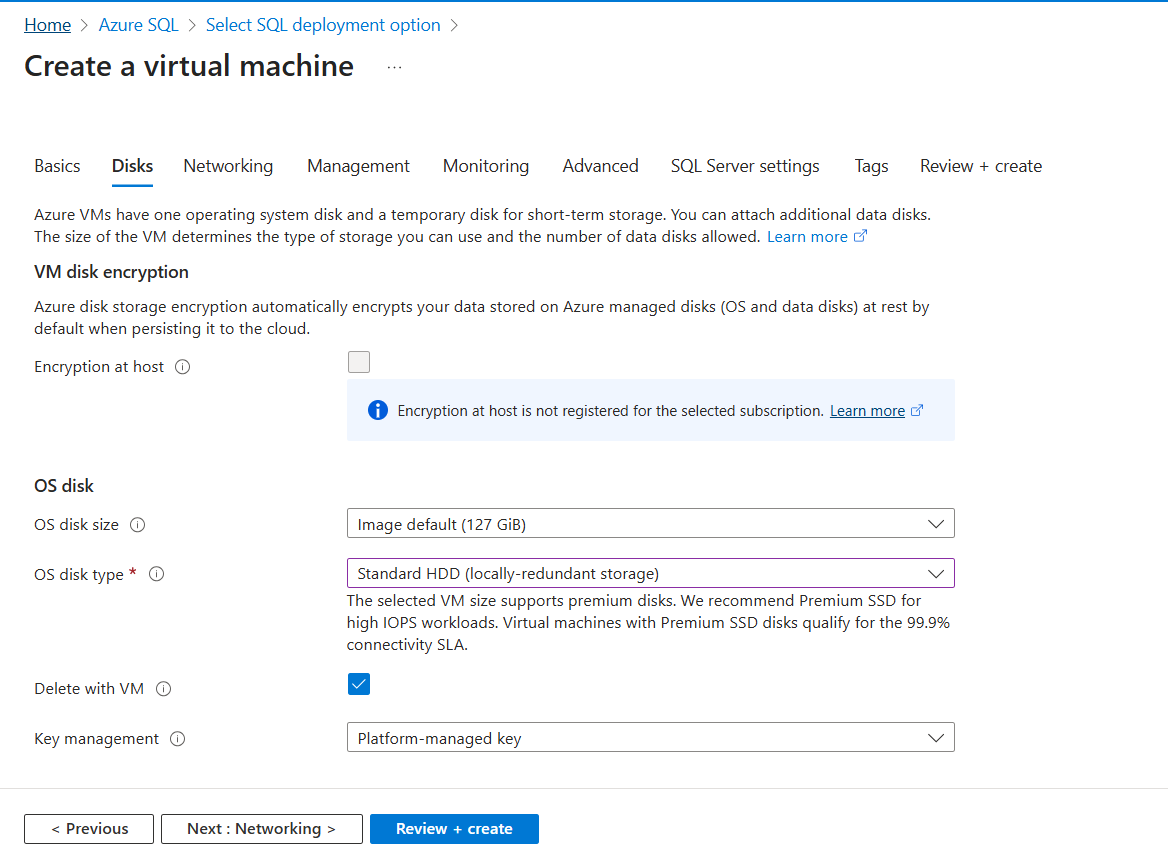 Home > Azure SQL > Select SQL deployment option >
Create a virtual machine ...
Basics Disks Networking Management Monitoring Advanced SQL Server settings Tags Review + create
Azure VMs have one operating system disk and a temporary disk for short-term storage. You can attach additional data disks.
The size of the VM determines the type of storage you can use and the number of data disks allowed. Learn more
VM disk encryption
Azure disk storage encryption automatically encrypts your data stored on Azure managed disks (OS and data disks) at rest by
default when persisting it to the cloud.
Encryption at host
Encryption at host is not registered for the selected subscription. Learn more
OS disk
OS disk size Image default (127 GiB)
OS disk type * Standard HDD (locally-redundant storage)
The selected VM size supports premium disks. We recommend Premium SSD for
high IOPS workloads. Virtual machines with Premium SSD disks qualify for the 99.9%
connectivity SLA.
Delete with VM
Key management Platform-managed key
< Previous Next : Networking > Review + create